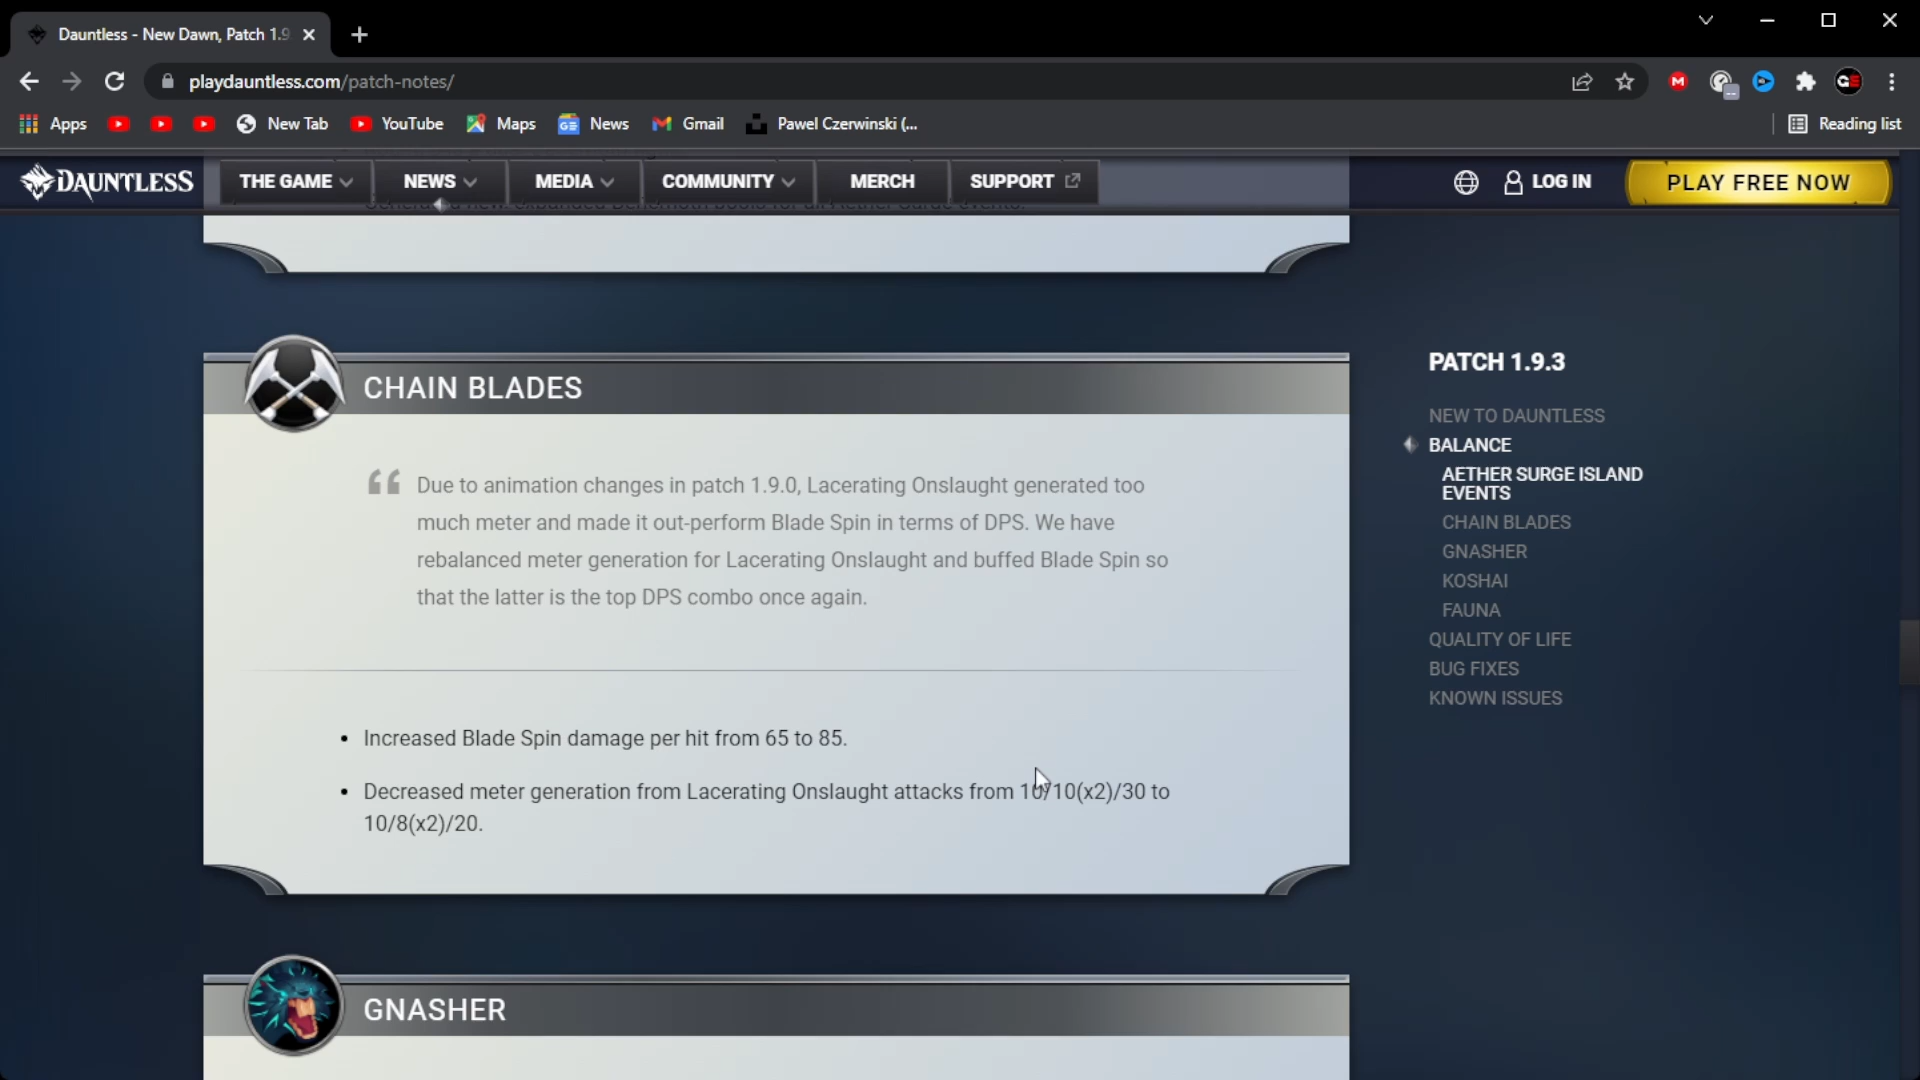 Dauntless - New Dawn, Patch 1.9
playdauntless.com/patch-notes/
Apps
New Tab
YouTube
Maps
News
Gmail
Pawel Czerwinski (...
Reading list
DAUNTLESS
THE GAME
NEWS
MEDIA
COMMUNITY
MERCH
SUPPORT
LOG IN
PLAY FREE NOW
CHAIN BLADES
Due to animation changes in patch 1.9.0, Lacerating Onslaught generated too
much meter and made it out-perform Blade Spin in terms of DPS. We have
rebalanced meter generation for Lacerating Onslaught and buffed Blade Spin so
that the latter is the top DPS combo once again.
• Increased Blade Spin damage per hit from 65 to 85.
• Decreased meter generation from Lacerating Onslaught attacks from 10/10(x2)/30 to
10/8(x2)/20.
GNASHER
PATCH 1.9.3
NEW TO DAUNTLESS
BALANCE
AETHER SURGE ISLAND
EVENTS
CHAIN BLADES
GNASHER
KOSHAI
FAUNA
QUALITY OF LIFE
BUG FIXES
KNOWN ISSUES